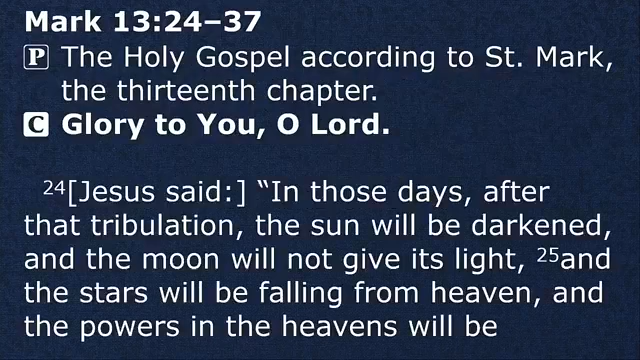 Mark 13:24–37
P The Holy Gospel according to St. Mark,
the thirteenth chapter.
C Glory to You, O Lord.
24[Jesus said:] “In those days, after
that tribulation, the sun will be darkened,
and the moon will not give its light, 25and
the stars will be falling from heaven, and
the powers in the heavens will be